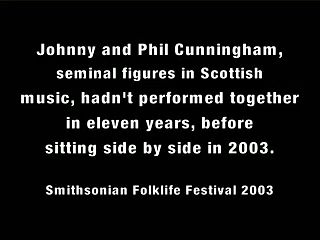 Johnny and Phil Cunningham,
seminal figures in Scottish
music, hadn't performed together
in eleven years, before
sitting side by side in 2003.
Smithsonian Folklife Festival 2003